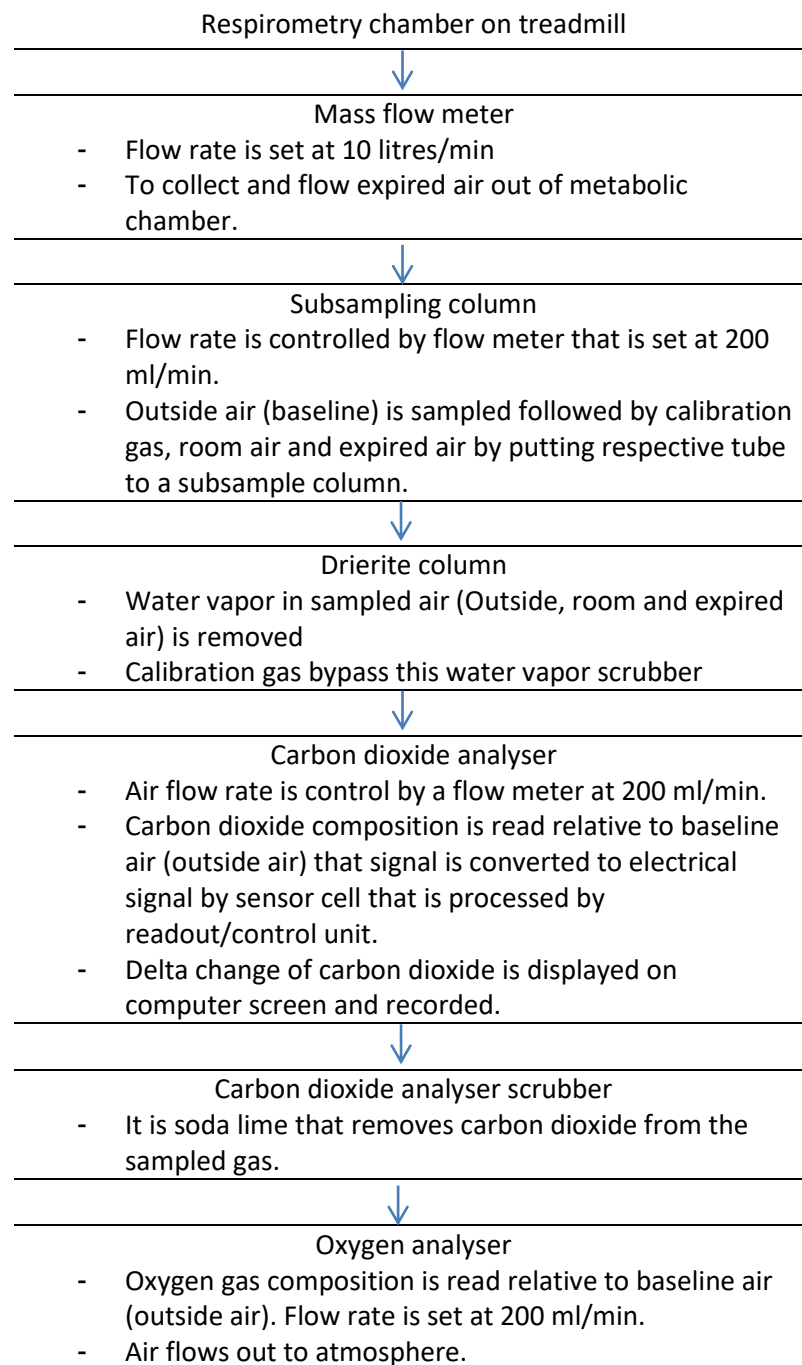 Respirometry chamber on treadmill
Mass flow meter
- Flow rate is set at 10 litres/min
- To collect and flow expired air out of metabolic
chamber.
Subsampling column
- Flow rate is controlled by flow meter that is set at 200
ml/min.
- Outside air (baseline) is sampled followed by calibration
gas, room air and expired air by putting respective tube
to a subsample column.
Drierite column
- Water vapor in sampled air (Outside, room and expired
air) is removed
- Calibration gas bypass this water vapor scrubber
Carbon dioxide analyser
- Air flow rate is control by a flow meter at 200 ml/min.
- Carbon dioxide composition is read relative to baseline
air (outside air) that signal is converted to electrical
signal by sensor cell that is processed by
readout/control unit.
- Delta change of carbon dioxide is displayed on
computer screen and recorded.
Carbon dioxide analyser scrubber
- It is soda lime that removes carbon dioxide from the
sampled gas.
Oxygen analyser
- Oxygen gas composition is read relative to baseline air
(outside air). Flow rate is set at 200 ml/min.
- Air flows out to atmosphere.